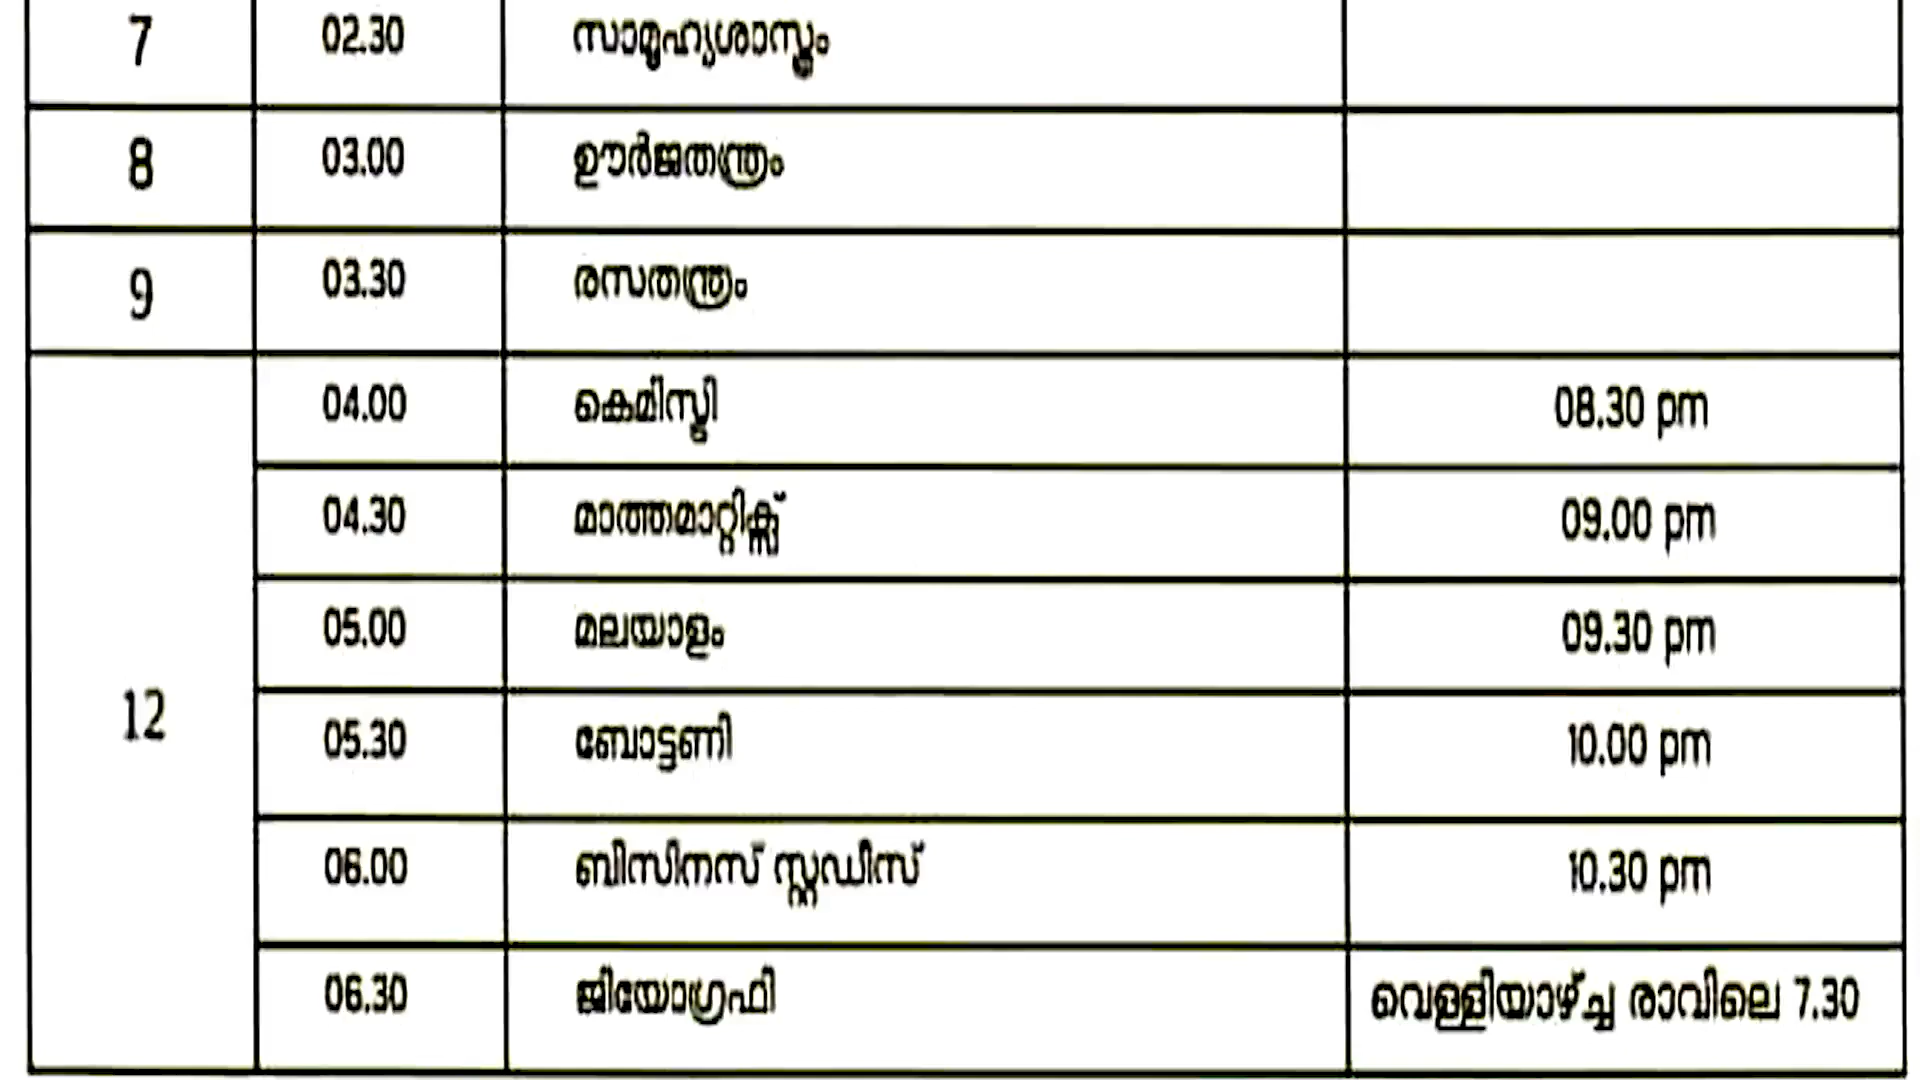 7 02.30 സാമൂഹ്യശാസ്ത്രം
8 03.00 ഊർജതന്ത്രം
9 03.30 രസതന്ത്രം
04.00 കെമിസ്ട്രി 08.30 pm
04.30 മാത്തമാറ്റിക്സ് 09.00 pm
05.00 മലയാളം 09.30 pm
12 05.30 ബോട്ടണി 10.00 pm
06.00 ബിസിനസ് സ്റ്റഡീസ് 10.30 pm
06.30 ജിയോഗ്രഫി വെള്ളിയാഴ്ച്ച രാവിലെ 7.30